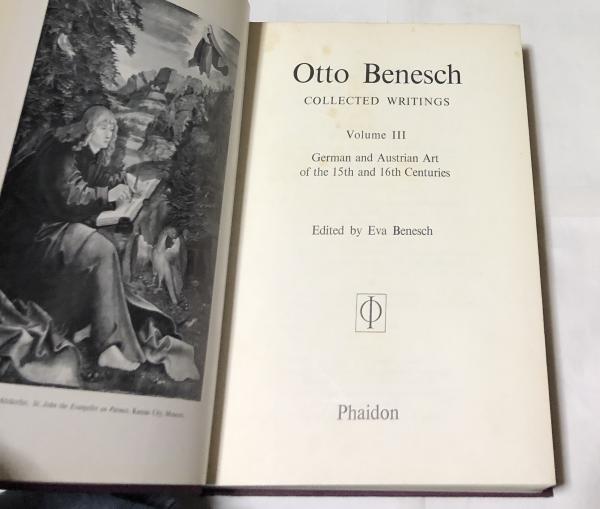 St. John the Evangelist on Patmos. Kansas City, Museum
Otto Benesch
COLLECTED WRITINGS
Volume III
German and Austrian Art
of the 15th and 16th Centuries
Edited by Eva Benesch
Φ
Phaidon